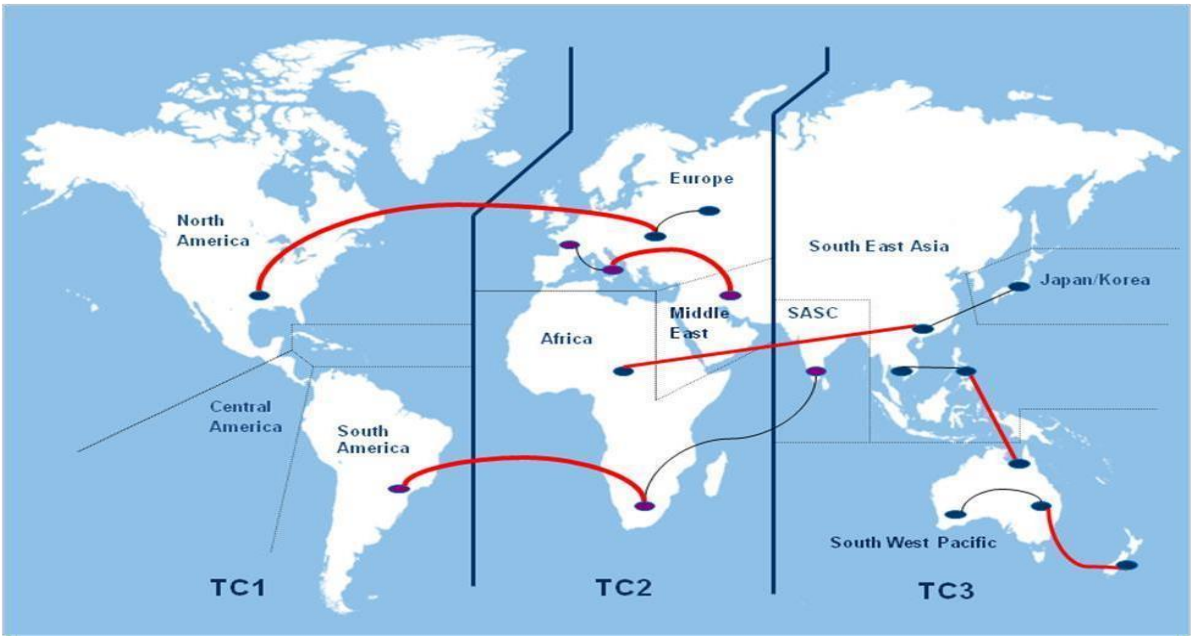 Europe
North
America
South East Asia
Japan/Korea
Middle
East
SASC
Africa
Central
America
South
America
South West Pacific
TC1
TC2
TC3